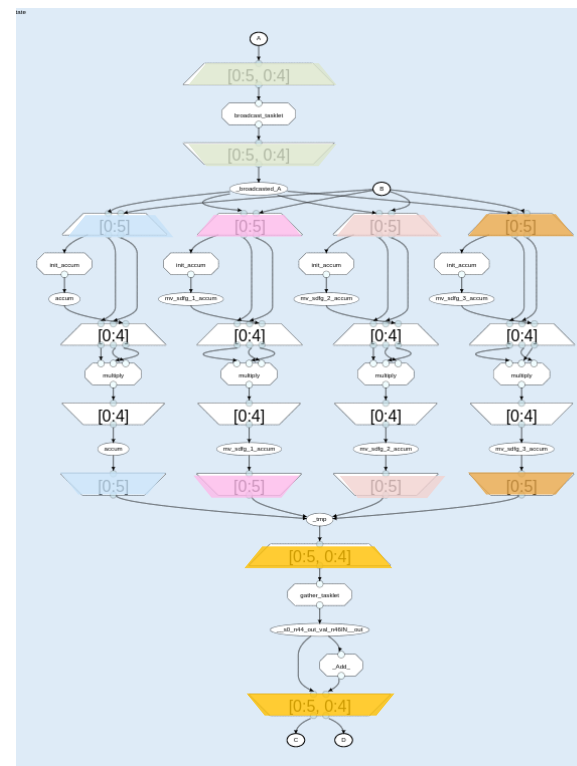 A
[0:5, 0:4]
broadcast_tasklet
[0:5, 0:4]
_broadcasted_A
B
[0:5] [0:5] [0:5] [0:5]
init_accum init_accum init_accum init_accum
accum mv_sdfg_1_accum mv_sdfg_2_accum mv_sdfg_3_accum
[0:4] [0:4] [0:4] [0:4]
multiply multiply multiply multiply
[0:4] [0:4] [0:4] [0:4]
accum mv_sdfg_1_accum mv_sdfg_2_accum mv_sdfg_3_accum
[0:5] [0:5] [0:5] [0:5]
_tmp
[0:5, 0:4]
gather_tasklet
_Add_
[0:5, 0:4]
C D